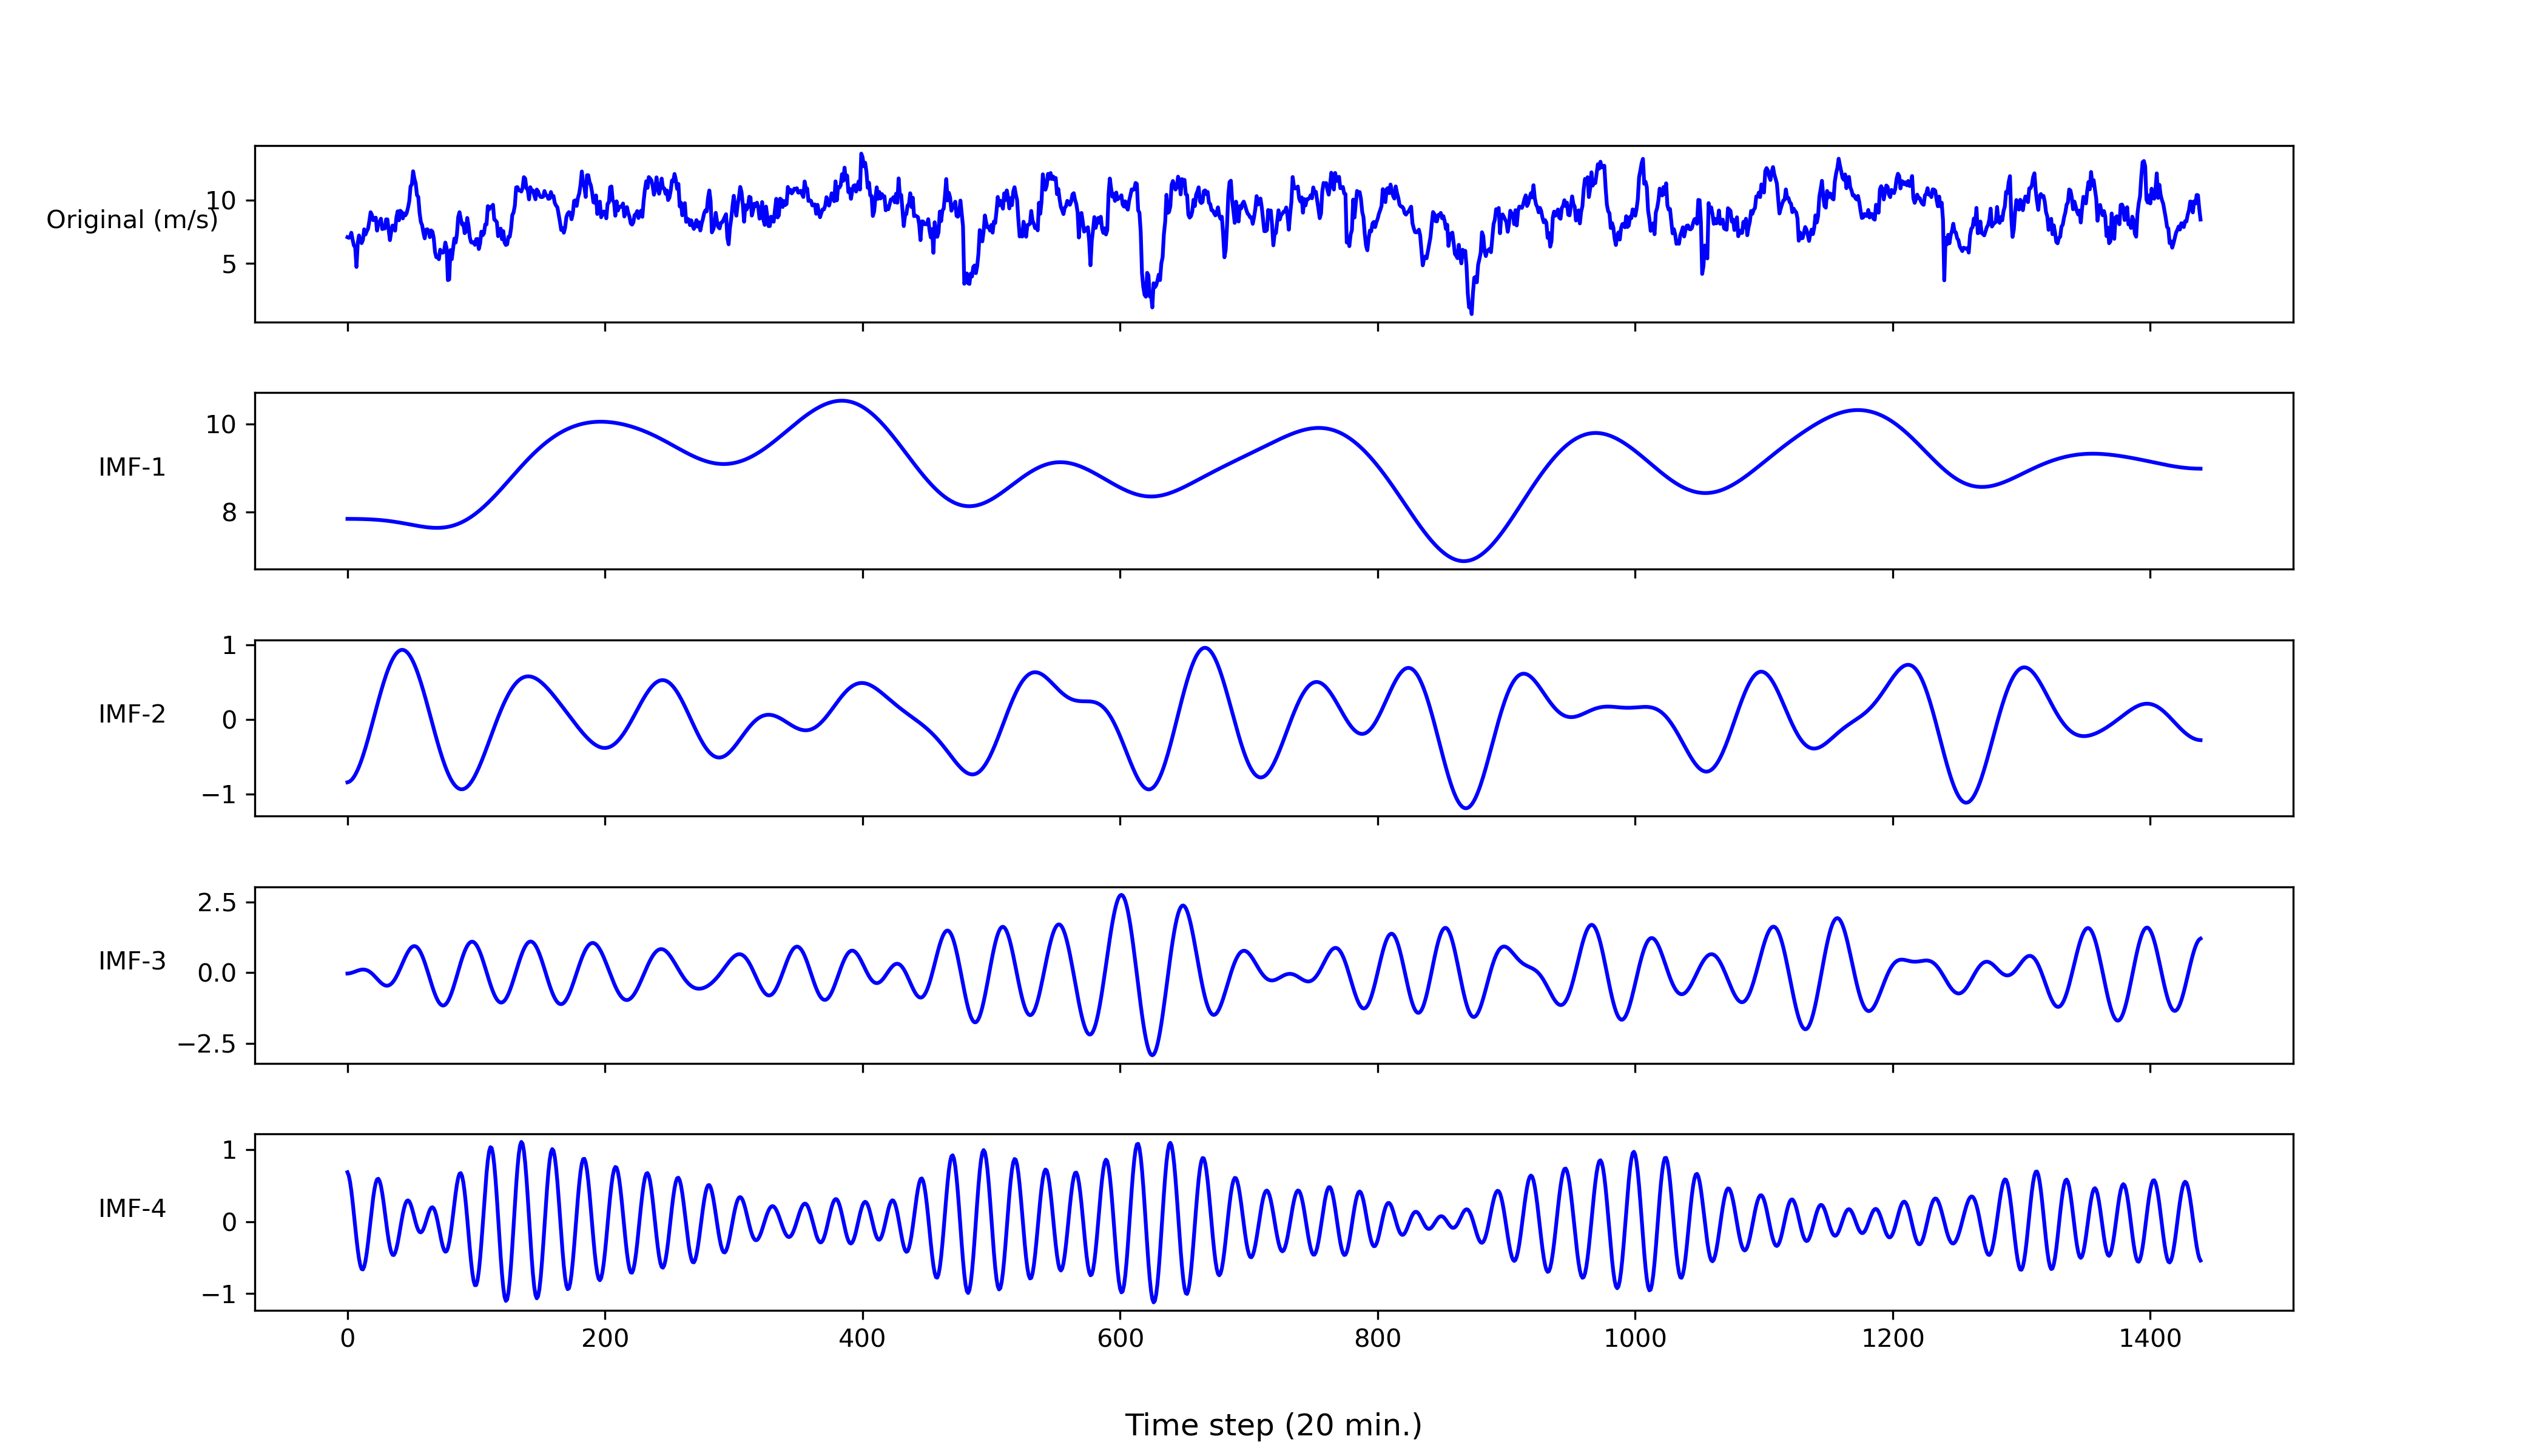 Original (m/s)
10
5
IMF-1
10
8
IMF-2
1
0
−1
IMF-3
2.5
0.0
−2.5
IMF-4
1
0
−1
0 200 400 600 800 1000 1200 1400
Time step (20 min.)